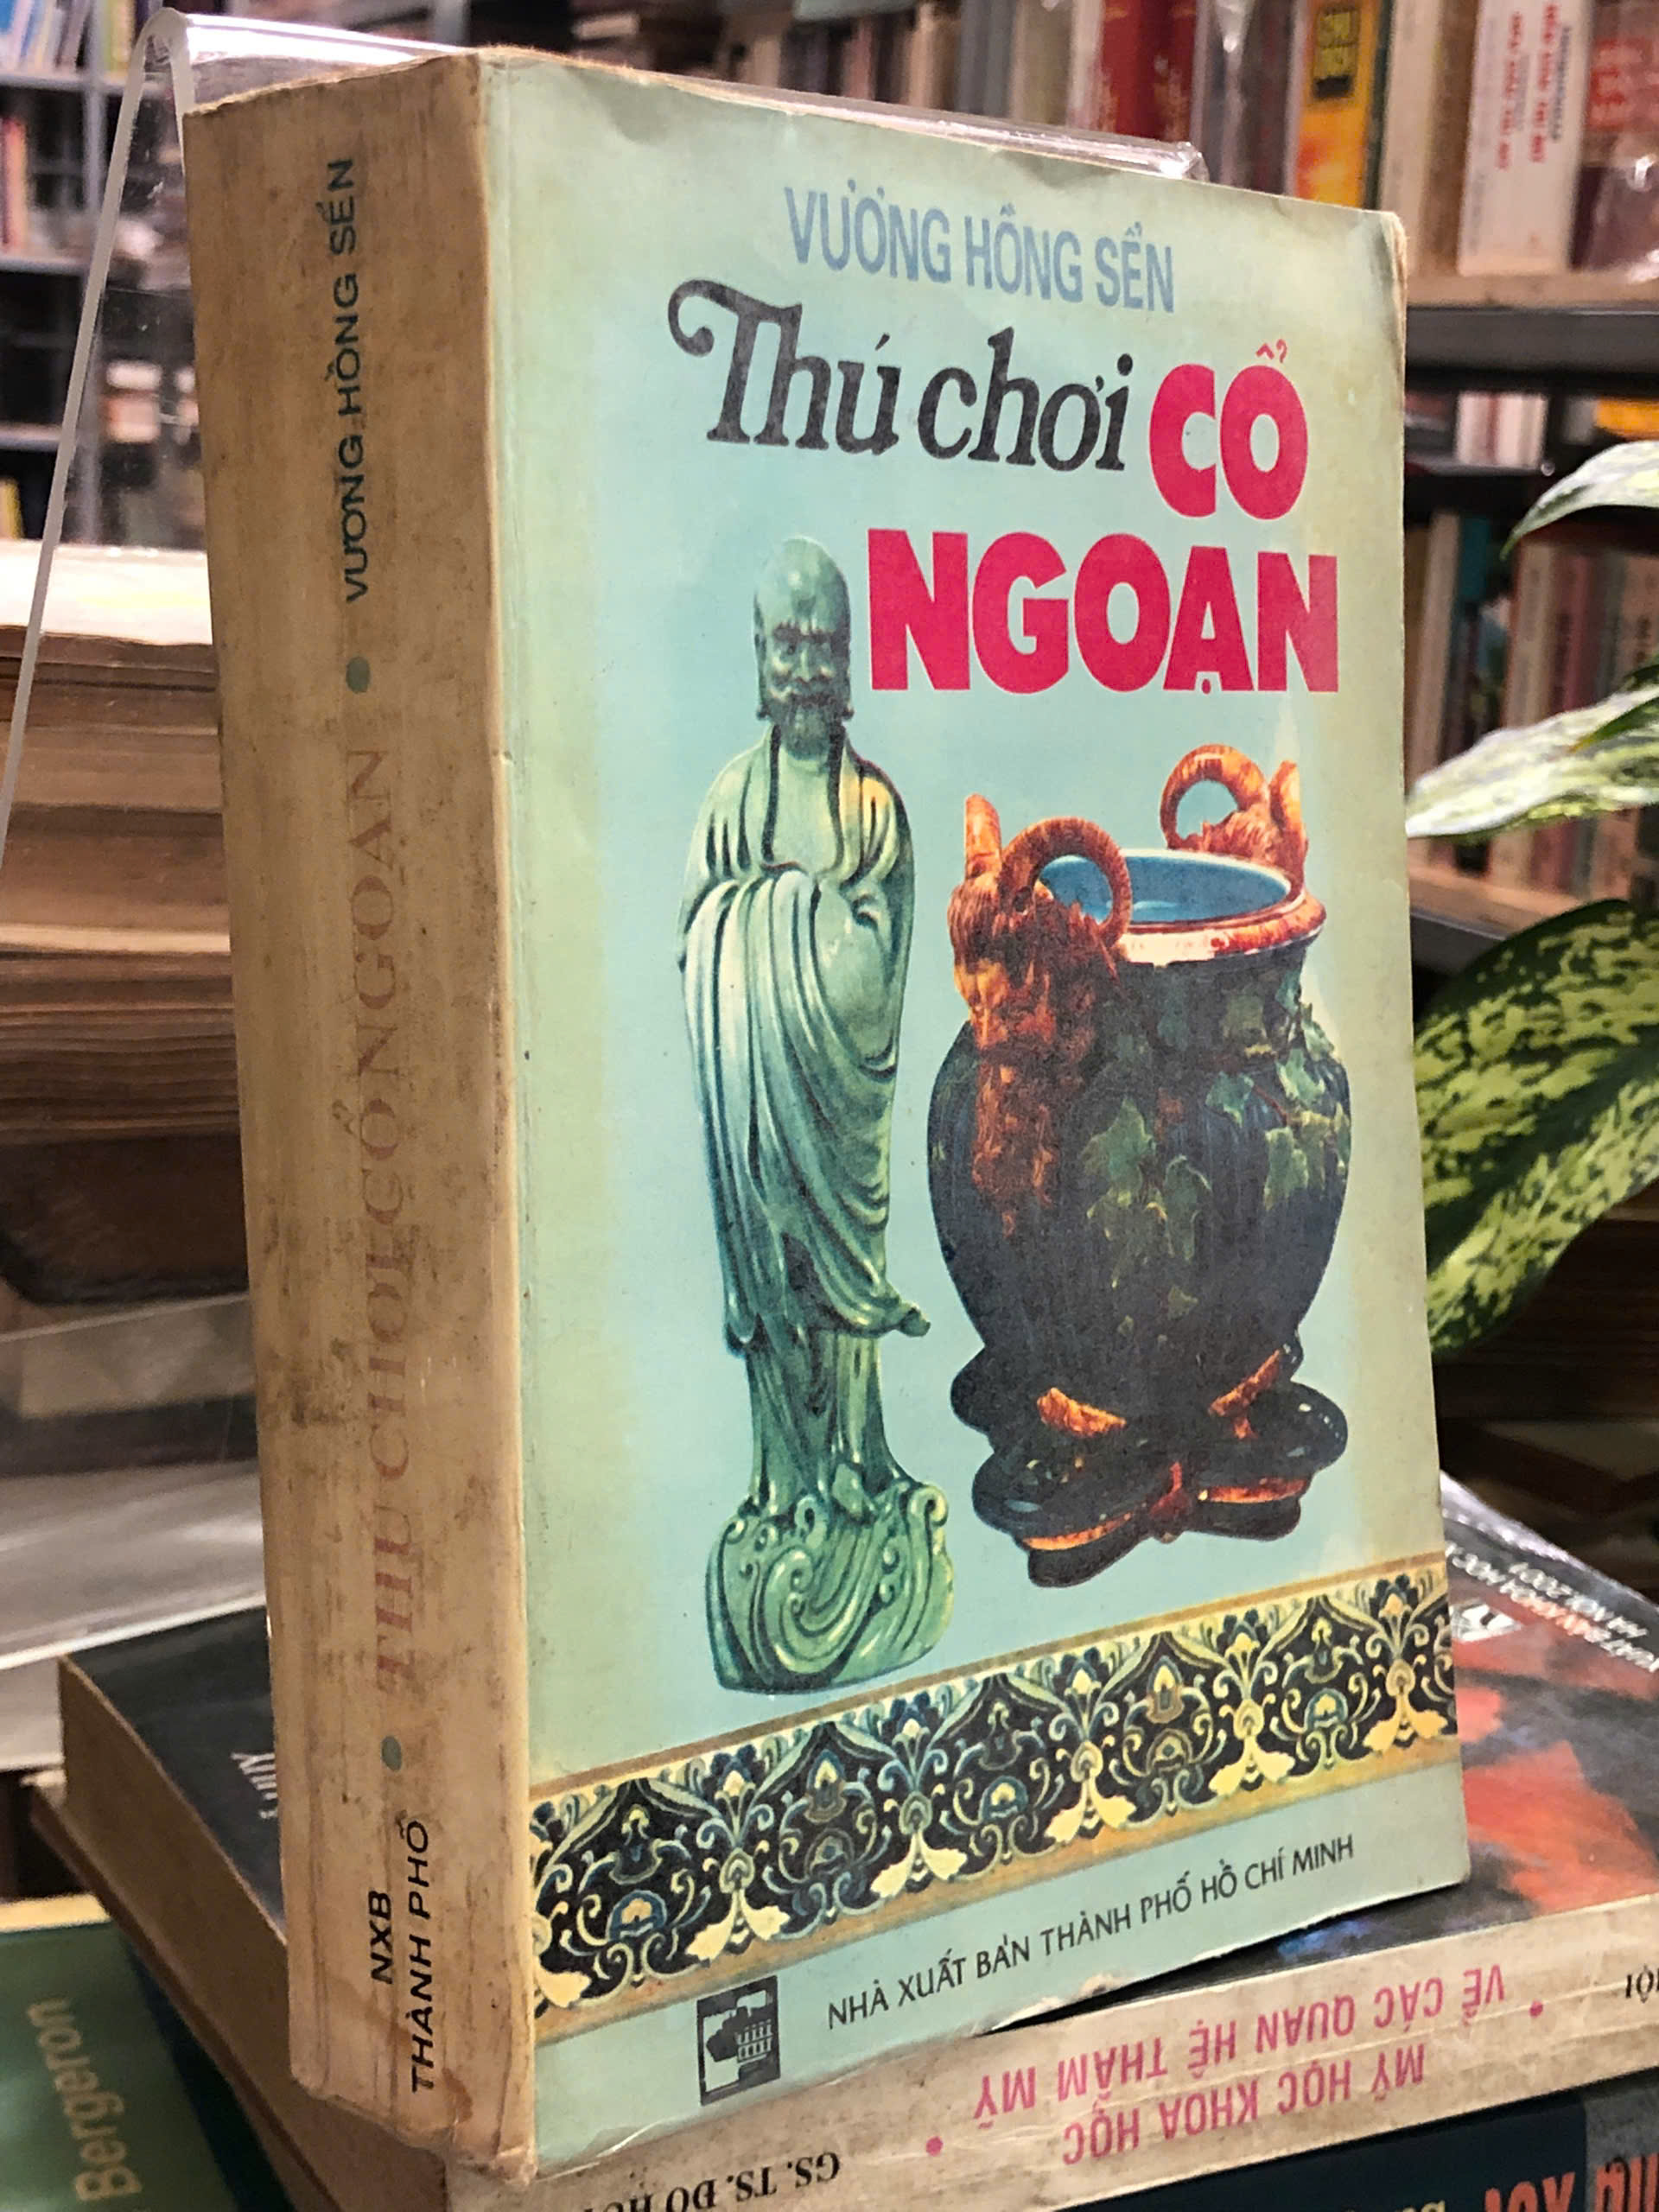 VƯƠNG HỒNG SỂN
Thú chơi CỔ
NGOẠN
NHÀ XUẤT BẢN THÀNH PHỐ HỒ CHÍ MINH
VƯƠNG HỒNG SỂN • THÚ CHƠI CỔ NGOẠN • NXB
THÀNH PHỐ
MỸ HỌC KHOA HỌC •
VỀ CÁC QUAN HỆ THẨM MỸ
GS. TS. ĐỖ
Bergeron